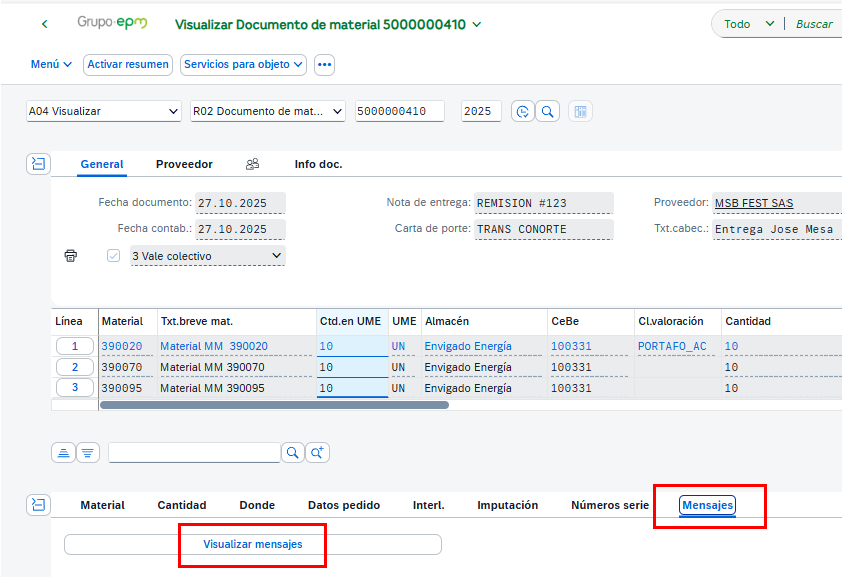 Grupo·epm Visualizar Documento de material 5000000410 Todo Buscar
Menú Activar resumen Servicios para objeto •••
A04 Visualizar R02 Documento de mat... 5000000410 2025
General Proveedor Info doc.
Fecha documento: 27.10.2025 Nota de entrega: REMISION #123 Proveedor: MSB FEST SAS
Fecha contab.: 27.10.2025 Carta de porte: TRANS CONORTE Txt.cabec.: Entrega Jose Mesa
3 Vale colectivo
Línea Material Txt.breve mat. Ctd.en UME UME Almacén CeBe Cl.valoración Cantidad
1 390020 Material MM 390020 10 UN Envigado Energía 100331 PORTAFO_AC 10
2 390070 Material MM 390070 10 UN Envigado Energía 100331 10
3 390095 Material MM 390095 10 UN Envigado Energía 100331 10
Material Cantidad Donde Datos pedido Interl. Imputación Números serie Mensajes
Visualizar mensajes